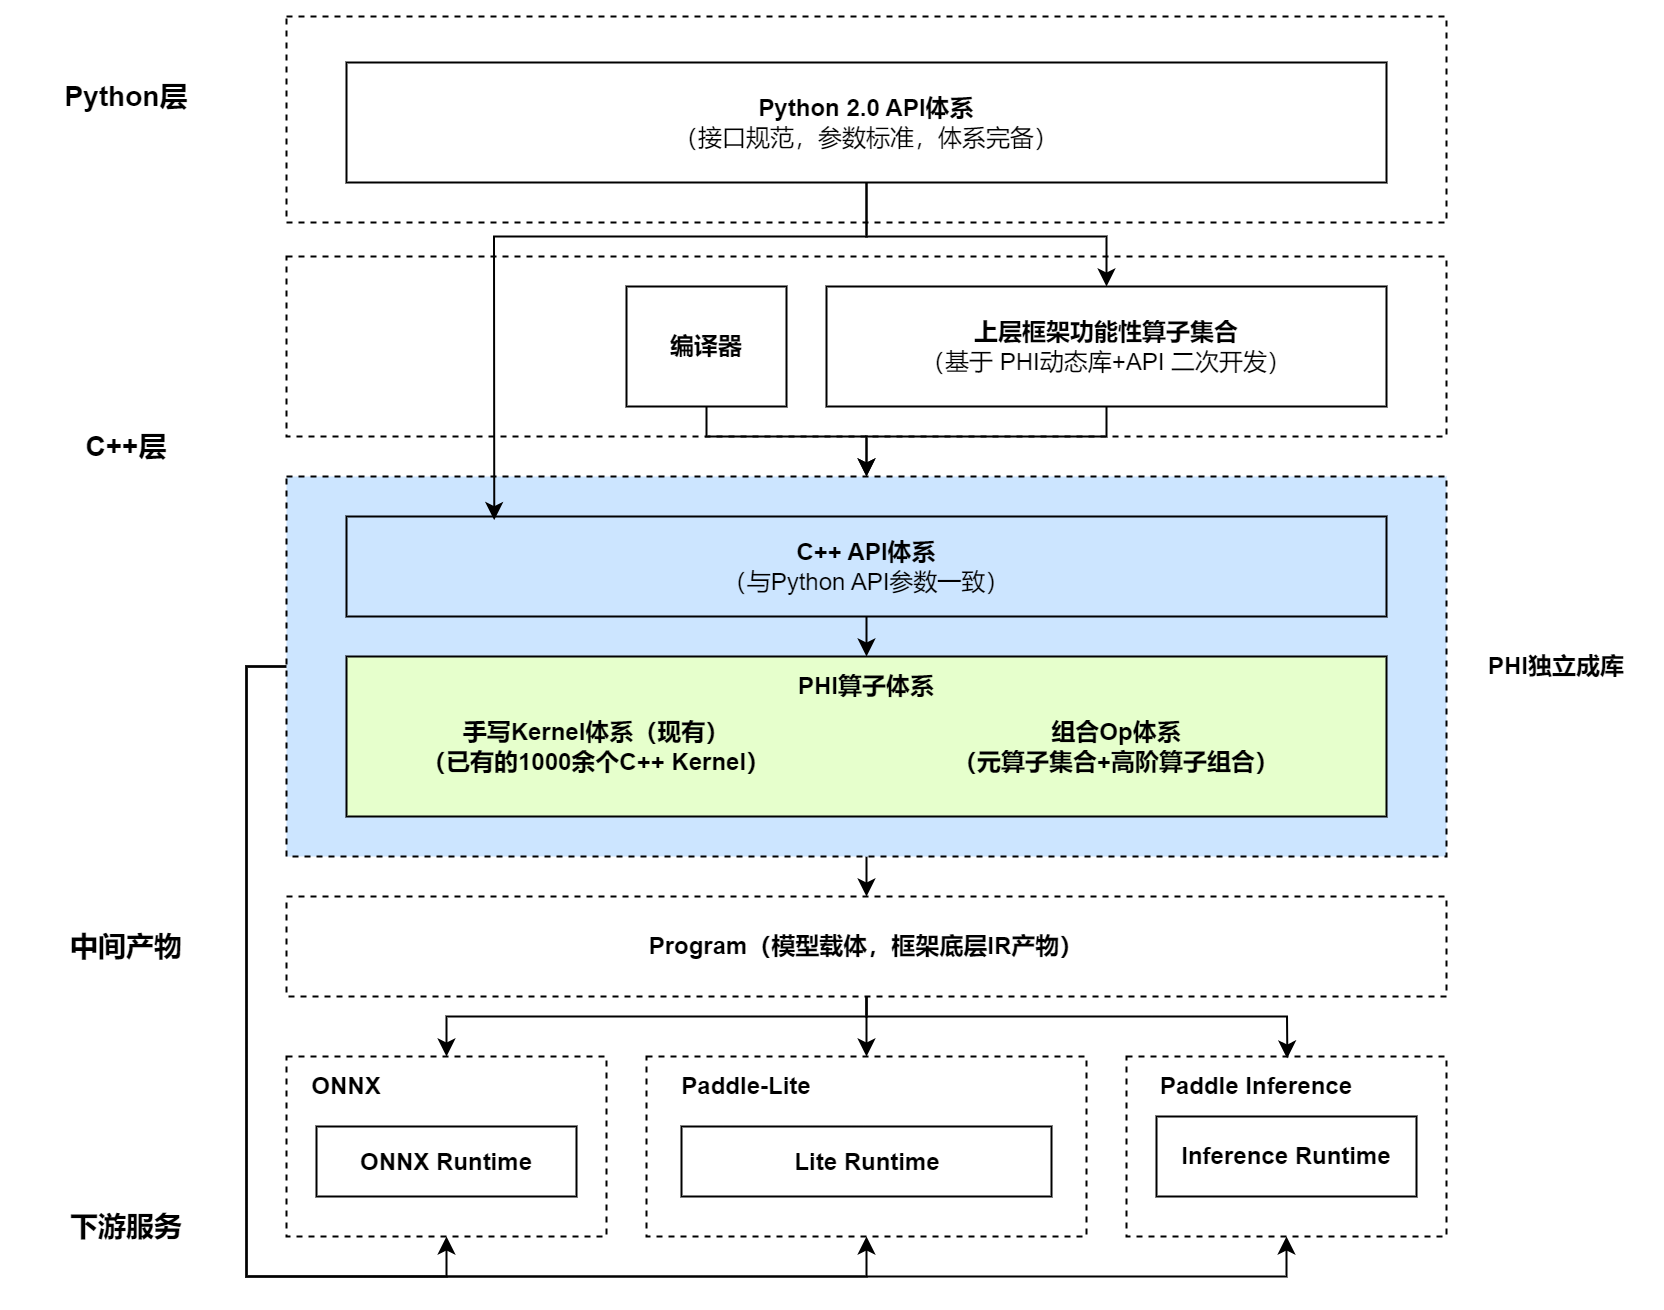 Python层
Python 2.0 API体系
（接口规范，参数标准，体系完备）
编译器
上层框架功能性算子集合
（基于 PHI动态库+API 二次开发）
C++层
C++ API体系
（与Python API参数一致）
PHI独立成库
PHI算子体系
手写Kernel体系（现有）
（已有的1000余个C++ Kernel）
组合Op体系
（元算子集合+高阶算子组合）
中间产物
Program（模型载体，框架底层IR产物）
ONNX
Paddle-Lite
Paddle Inference
ONNX Runtime
Lite Runtime
Inference Runtime
下游服务